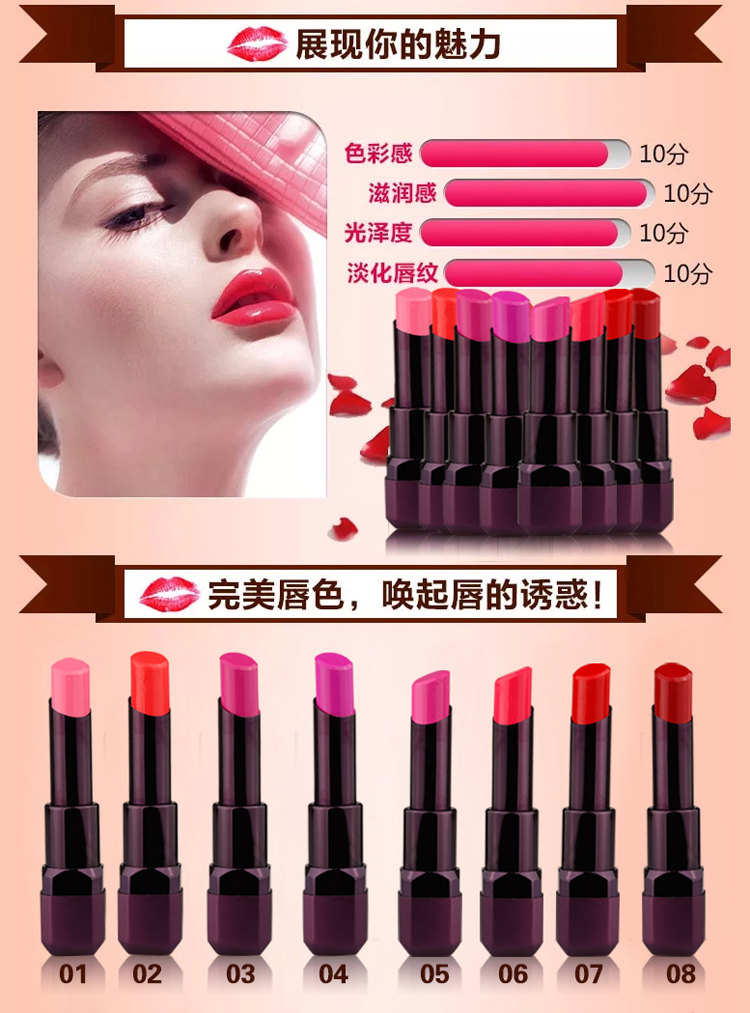 展现你的魅力
色彩感 10分
滋润感 10分
光泽度 10分
淡化唇纹 10分
完美唇色，唤起唇的诱惑！
01 02 03 04 05 06 07 08